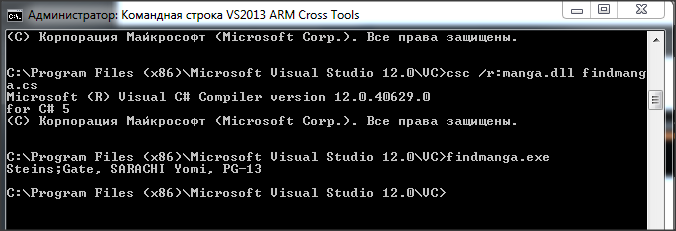 Администратор: Командная строка VS2013 ARM Cross Tools
(C) Корпорация Майкрософт (Microsoft Corp.). Все права защищены.
C:\Program Files (x86)\Microsoft Visual Studio 12.0\VC>csc /r:manga.dll findmang
a.cs
Microsoft (R) Visual C# Compiler version 12.0.40629.0
for C# 5
(C) Корпорация Майкрософт (Microsoft Corp.). Все права защищены.
C:\Program Files (x86)\Microsoft Visual Studio 12.0\VC>findmanga.exe
Steins;Gate, SARACHI Yomi, PG-13
C:\Program Files (x86)\Microsoft Visual Studio 12.0\VC>